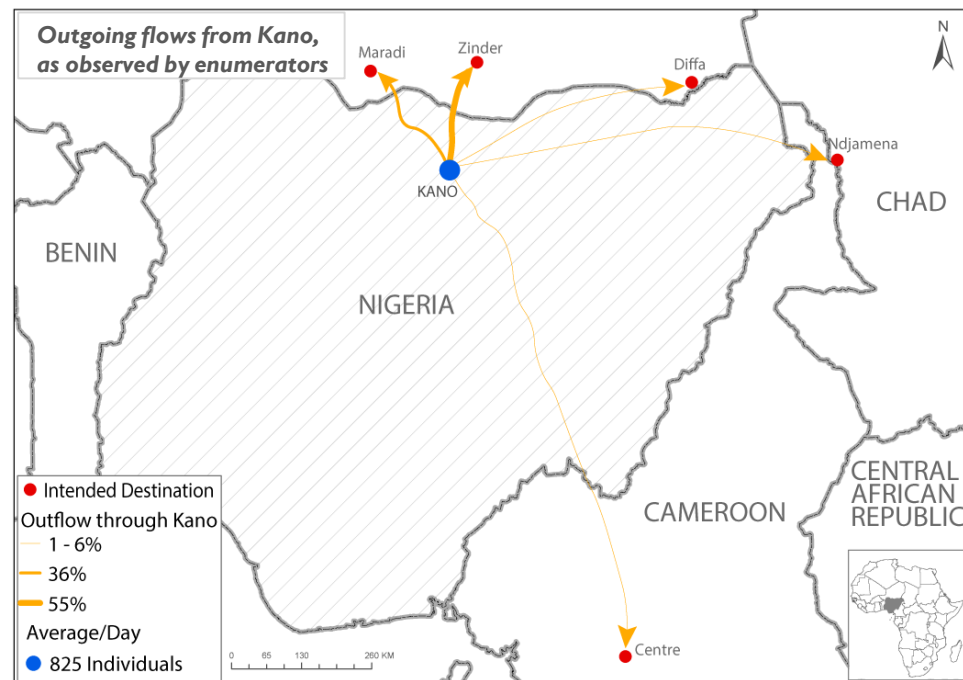 Outgoing flows from Kano,
as observed by enumerators
N
Maradi
Zinder
Diffa
Ndjamena
KANO
CHAD
BENIN
NIGERIA
CAMEROON
CENTRAL
AFRICAN
REPUBLIC
Centre
Intended Destination
Outflow through Kano
1 - 6%
36%
55%
Average/Day
825 Individuals
0 65 130 260 KM